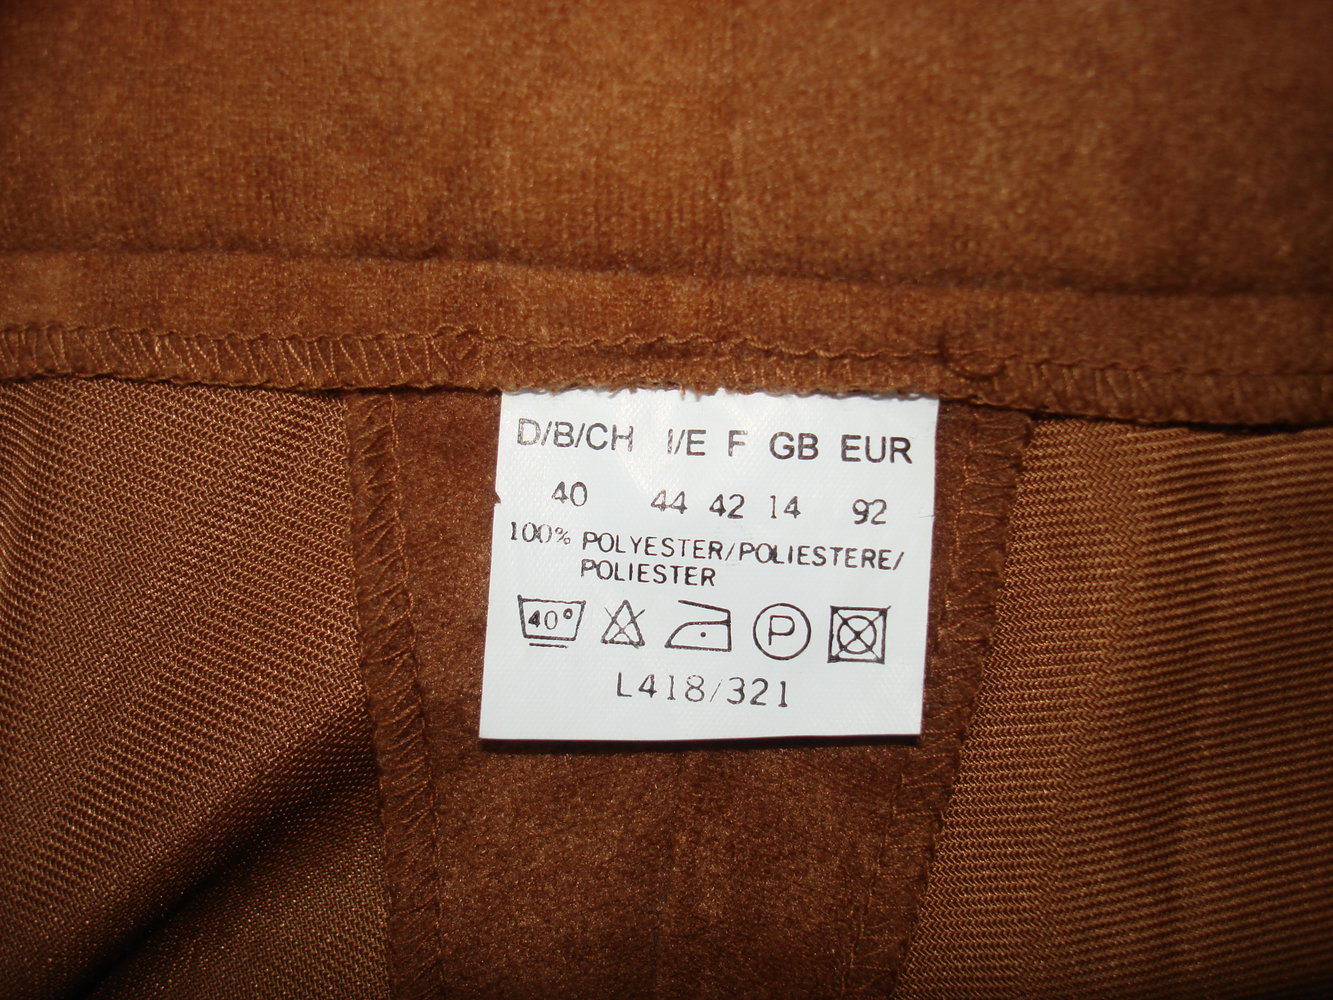 D/B/CH I/E F GB EUR
40 44 42 14 92
100% POLYESTER/POLIESTERE/
POLIESTER
40° P
L418/321